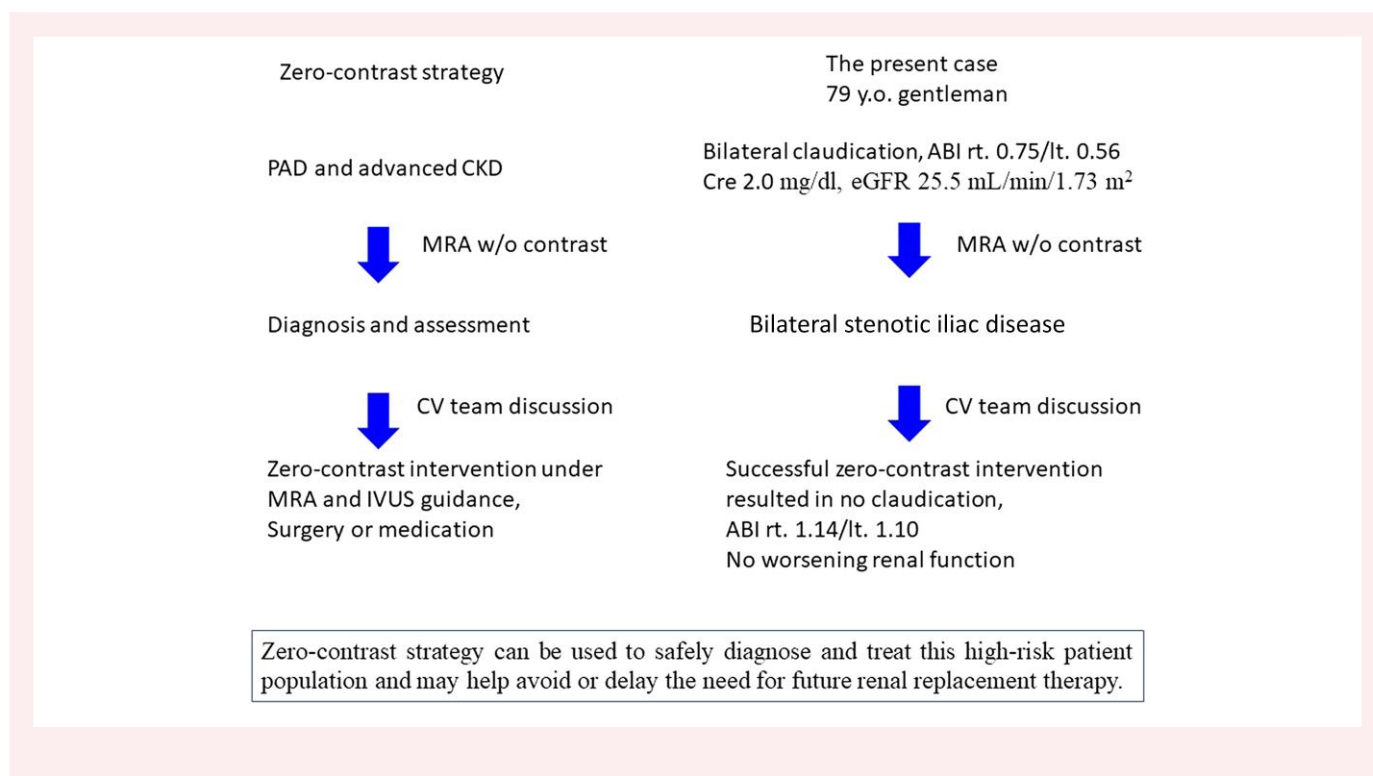 Zero-contrast strategy
PAD and advanced CKD
MRA w/o contrast
Diagnosis and assessment
CV team discussion
Zero-contrast intervention under
MRA and IVUS guidance,
Surgery or medication
The present case
79 y.o. gentleman
Bilateral claudication, ABI rt. 0.75/lt. 0.56
Cre 2.0 mg/dl, eGFR 25.5 mL/min/1.73 m²
MRA w/o contrast
Bilateral stenotic iliac disease
CV team discussion
Successful zero-contrast intervention
resulted in no claudication,
ABI rt. 1.14/lt. 1.10
No worsening renal function
Zero-contrast strategy can be used to safely diagnose and treat this high-risk patient
population and may help avoid or delay the need for future renal replacement therapy.